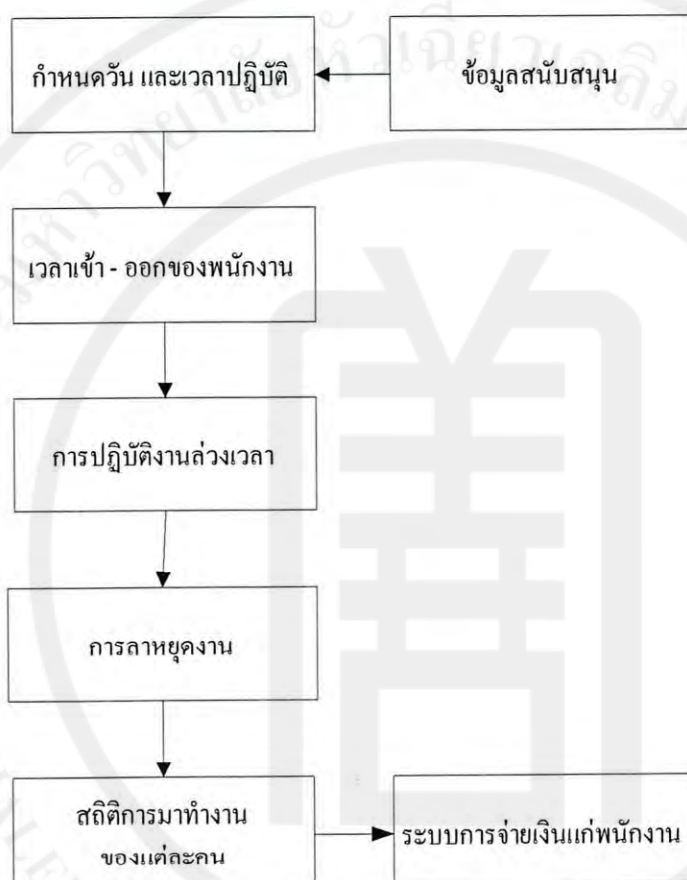 กำหนดวัน และเวลาปฏิบัติ
ข้อมูลสนับสนุน
เวลาเข้า - ออกของพนักงาน
การปฏิบัติงานล่วงเวลา
การลาหยุดงาน
สถิติการมาทำงาน
ของแต่ละคน
ระบบการจ่ายเงินแก่พนักงาน